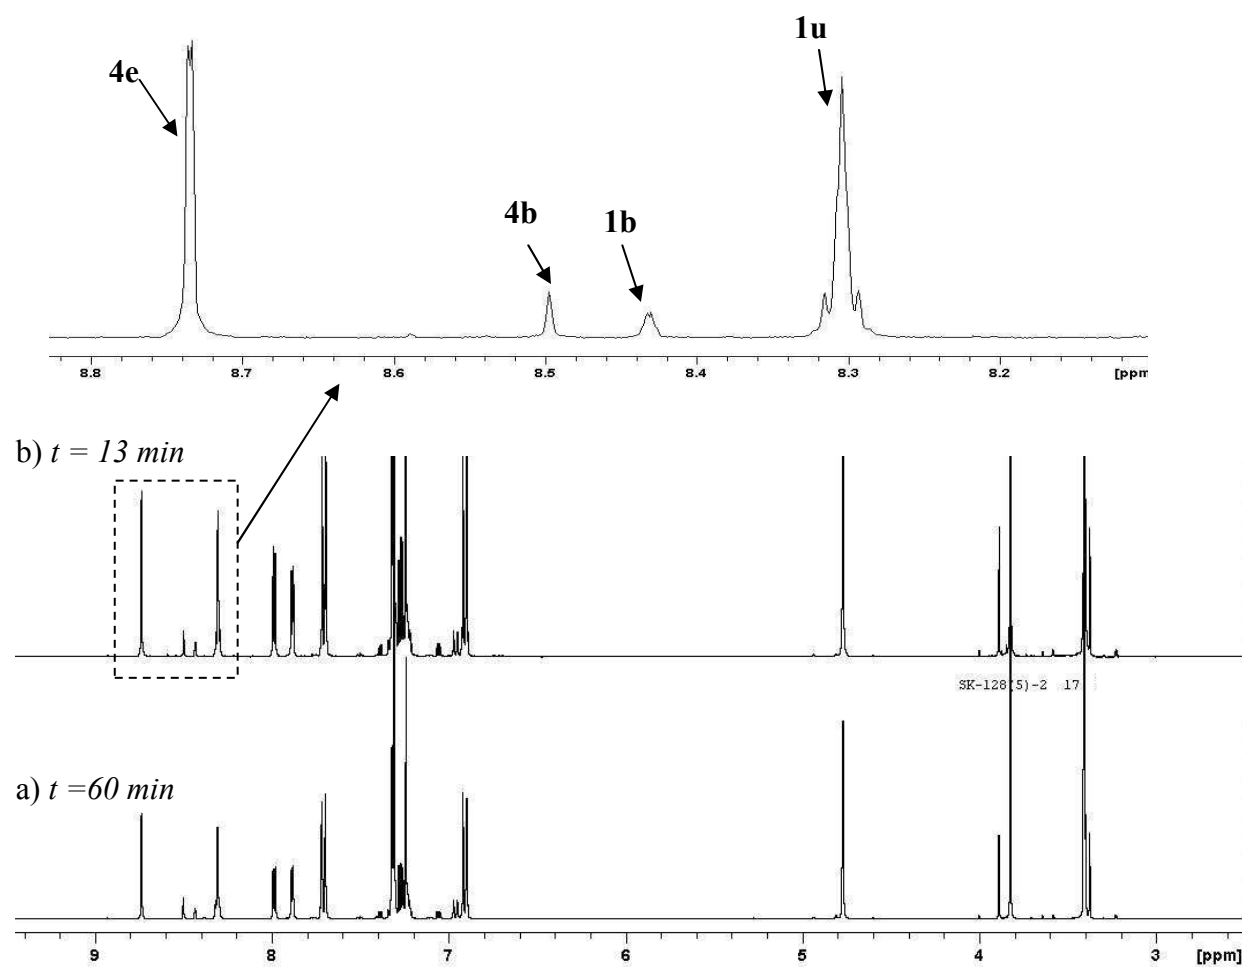 1u
4e
4b
1b
8.8 8.7 8.6 8.5 8.4 8.3 8.2 [ppm
b) t = 13 min
SK-128(5)-2 17
a) t =60 min
9 8 7 6 5 4 3 [ppm]